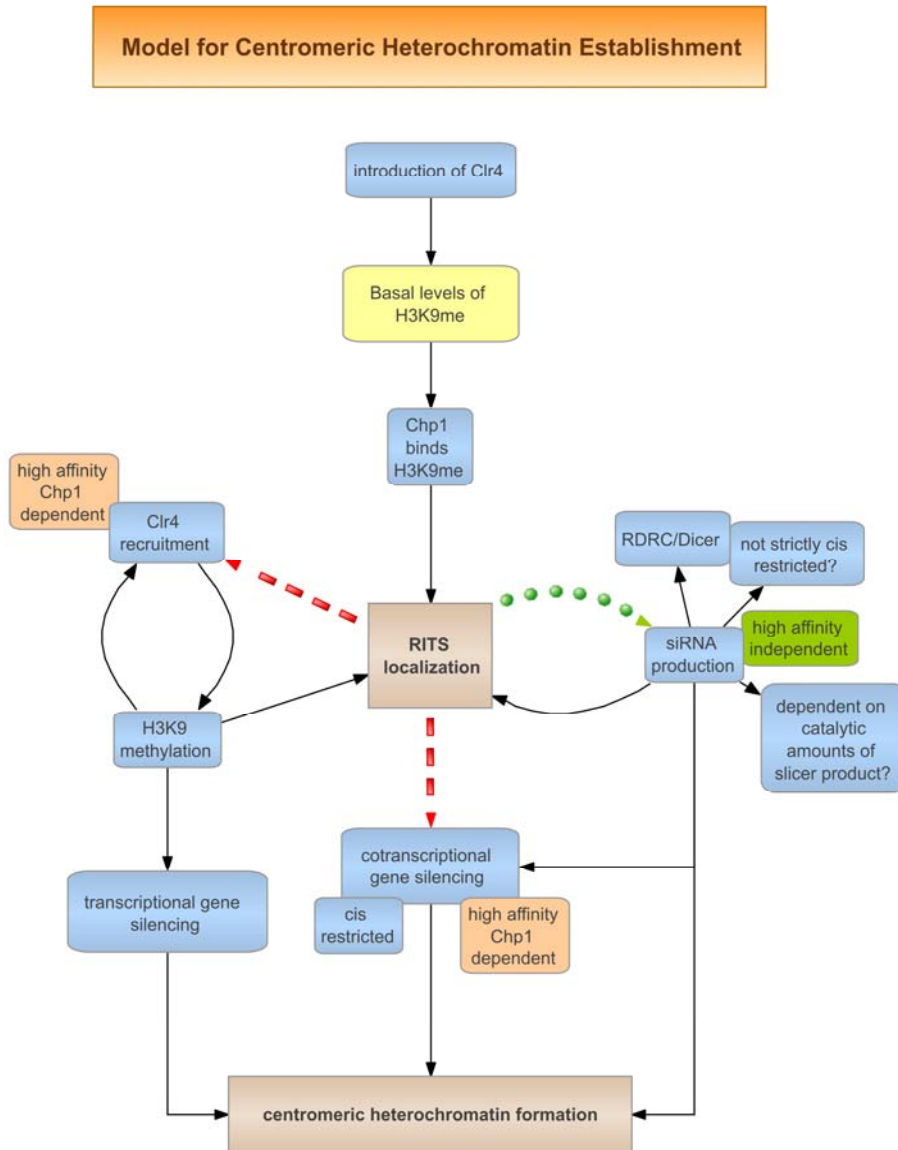 Model for Centromeric Heterochromatin Establishment
introduction of Clr4
Basal levels of
H3K9me
Chp1
binds
H3K9me
high affinity
Chp1
dependent
Clr4
recruitment
RDRC/Dicer
not strictly cis
restricted?
RITS
localization
siRNA
production
high affinity
independent
H3K9
methylation
dependent on
catalytic
amounts of
slicer product?
cotranscriptional
gene silencing
transcriptional gene
silencing
cis
restricted
high affinity
Chp1
dependent
centromeric heterochromatin formation